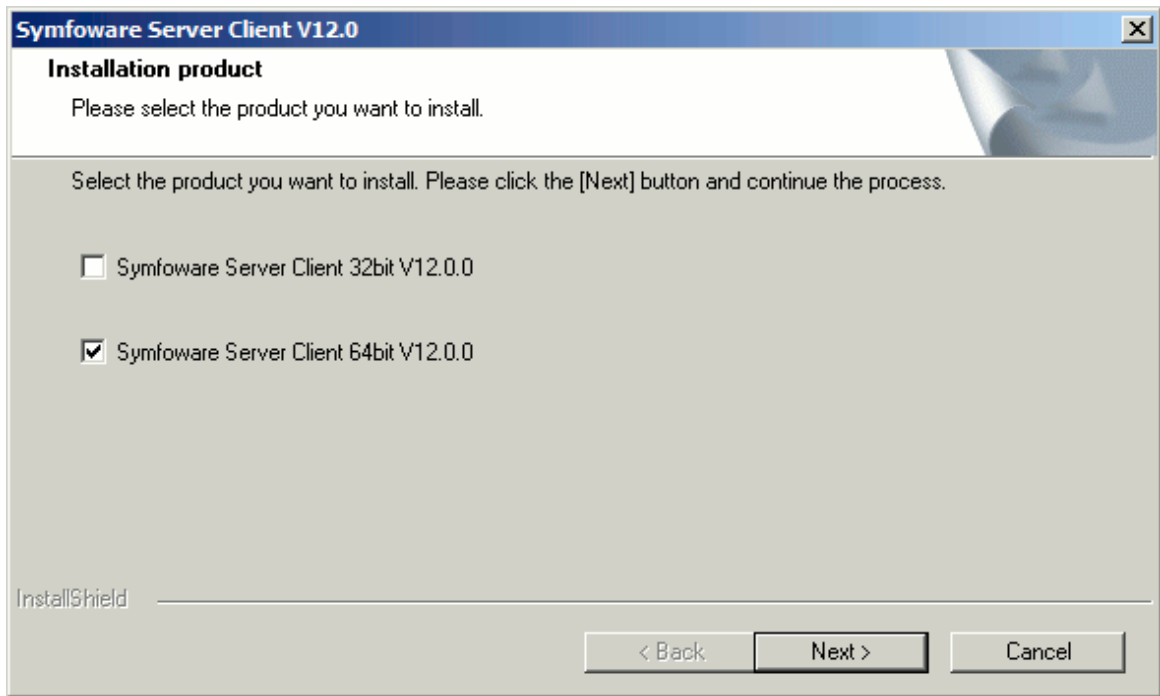 Symfoware Server Client V12.0
Installation product
Please select the product you want to install.
Select the product you want to install. Please click the [Next] button and continue the process.
Symfoware Server Client 32bit V12.0.0
Symfoware Server Client 64bit V12.0.0
InstallShield
< Back
Next >
Cancel